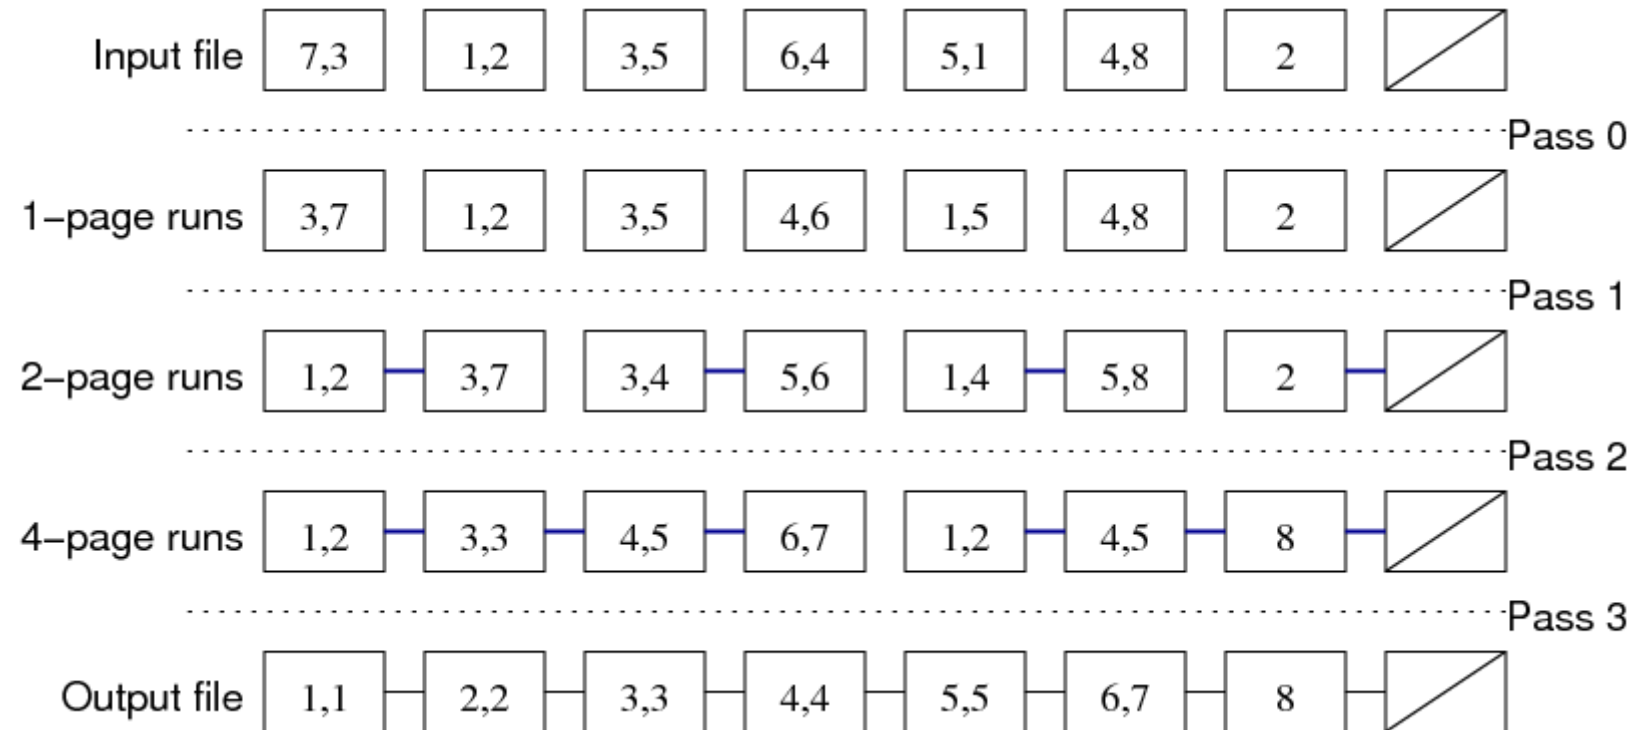 Input file 7,3 1,2 3,5 6,4 5,1 4,8 2
Pass 0
1–page runs 3,7 1,2 3,5 4,6 1,5 4,8 2
Pass 1
2–page runs 1,2 3,7 3,4 5,6 1,4 5,8 2
Pass 2
4–page runs 1,2 3,3 4,5 6,7 1,2 4,5 8
Pass 3
Output file 1,1 2,2 3,3 4,4 5,5 6,7 8